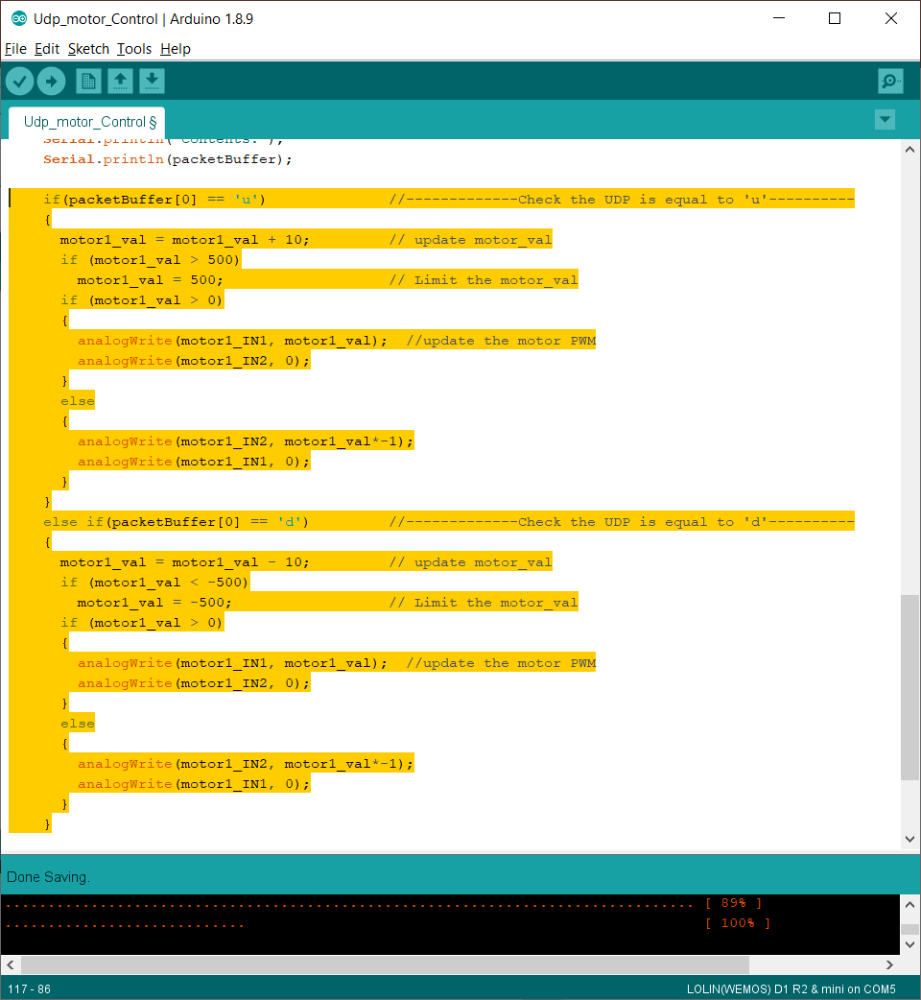 Udp_motor_Control | Arduino 1.8.9
File Edit Sketch Tools Help
Udp_motor_Control §
Serial.println("Contents:");
Serial.println(packetBuffer);
if(packetBuffer[0] == 'u') //-------------Check the UDP is equal to 'u'----------
{
motor1_val = motor1_val + 10; // update motor_val
if (motor1_val > 500)
motor1_val = 500; // Limit the motor_val
if (motor1_val > 0)
{
analogWrite(motor1_IN1, motor1_val); //update the motor PWM
analogWrite(motor1_IN2, 0);
}
else
{
analogWrite(motor1_IN2, motor1_val*-1);
analogWrite(motor1_IN1, 0);
}
}
else if(packetBuffer[0] == 'd') //-------------Check the UDP is equal to 'd'----------
{
motor1_val = motor1_val - 10; // update motor_val
if (motor1_val < -500)
motor1_val = -500; // Limit the motor_val
if (motor1_val > 0)
{
analogWrite(motor1_IN1, motor1_val); //update the motor PWM
analogWrite(motor1_IN2, 0);
}
else
{
analogWrite(motor1_IN2, motor1_val*-1);
analogWrite(motor1_IN1, 0);
}
}
Done Saving.
................................................................................ [ 89% ]
............................ [ 100% ]
117 - 86 LOLIN(WEMOS) D1 R2 & mini on COM5